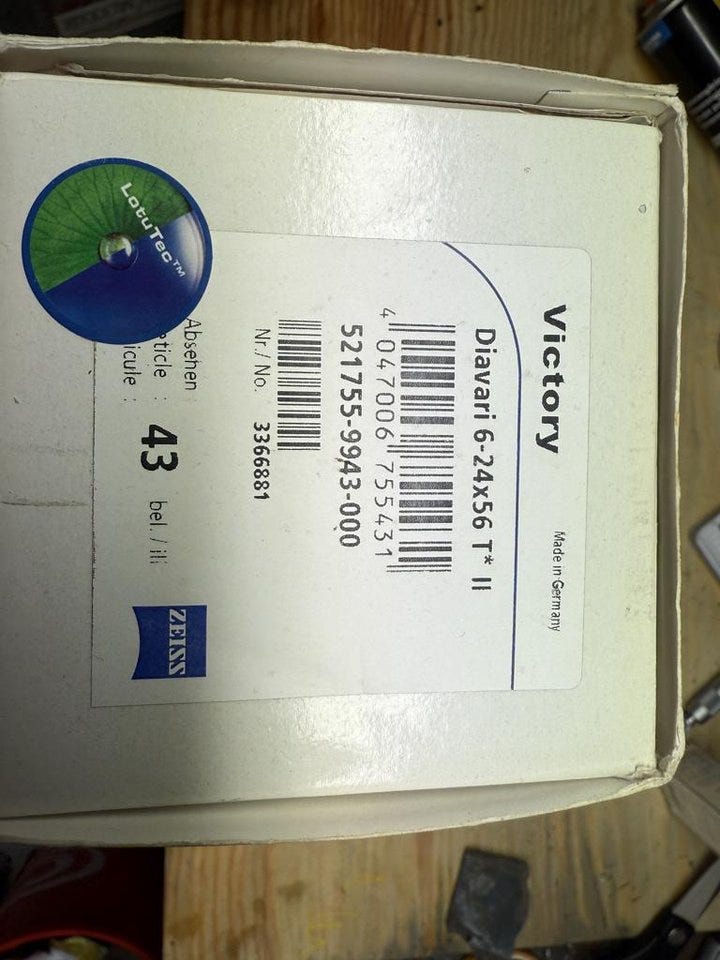 Victory
Made in Germany
Diavari 6-24x56 T* II
4 047006 755431
521755-9943-000
Nr./ No. 3366881
Absehen
ticle : 43 bel. / ill
icule :
LotuTec™
ZEISS